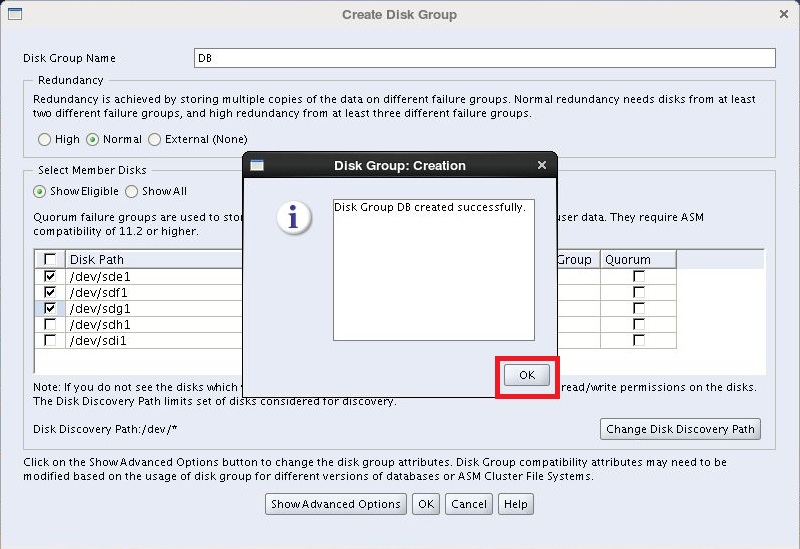 Create Disk Group
Disk Group Name DB
Redundancy
Redundancy is achieved by storing multiple copies of the data on different failure groups. Normal redundancy needs disks from at least
two different failure groups, and high redundancy from at least three different failure groups.
High Normal External (None)
Select Member Disks
Show Eligible Show All
Quorum failure groups are used to stor user data. They require ASM
compatibility of 11.2 or higher.
Disk Path Group Quorum
/dev/sde1
/dev/sdf1
/dev/sdg1
/dev/sdh1
/dev/sdi1
Disk Group: Creation
Disk Group DB created successfully.
OK
Note: If you do not see the disks which read/write permissions on the disks.
The Disk Discovery Path limits set of disks considered for discovery.
Disk Discovery Path:/dev/* Change Disk Discovery Path
Click on the Show Advanced Options button to change the disk group attributes. Disk Group compatibility attributes may need to be
modified based on the usage of disk group for different versions of databases or ASM Cluster File Systems.
Show Advanced Options OK Cancel Help